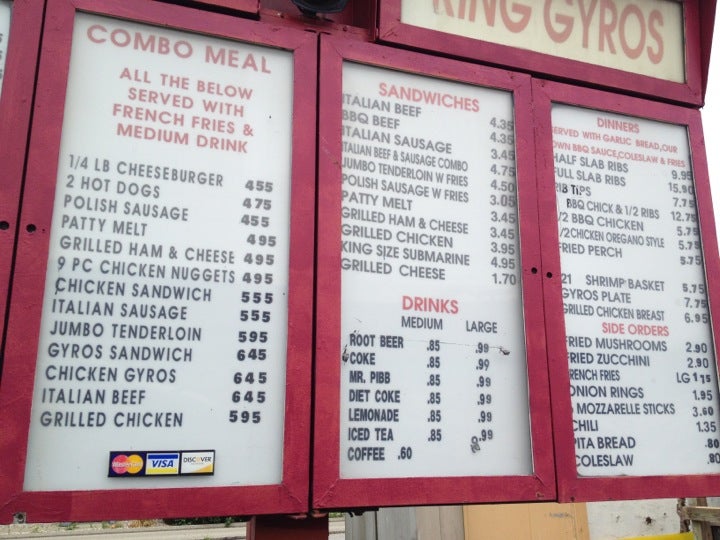 KING GYROS
COMBO MEAL
ALL THE BELOW
SERVED WITH
FRENCH FRIES &
MEDIUM DRINK
1/4 LB CHEESEBURGER 455
2 HOT DOGS 475
POLISH SAUSAGE 455
PATTY MELT 495
GRILLED HAM & CHEESE 495
9 PC CHICKEN NUGGETS 495
CHICKEN SANDWICH 555
ITALIAN SAUSAGE 555
JUMBO TENDERLOIN 595
GYROS SANDWICH 645
CHICKEN GYROS 645
ITALIAN BEEF 645
GRILLED CHICKEN 595
MasterCard VISA DISCOVER
SANDWICHES
ITALIAN BEEF 4.35
BBQ BEEF 4.35
ITALIAN SAUSAGE 3.45
ITALIAN BEEF & SAUSAGE COMBO 4.75
JUMBO TENDERLOIN W FRIES 4.50
POLISH SAUSAGE W FRIES 3.05
PATTY MELT 3.45
GRILLED HAM & CHEESE 3.45
GRILLED CHICKEN 3.95
KING SIZE SUBMARINE 4.95
GRILLED CHEESE 1.70
DRINKS
MEDIUM LARGE
ROOT BEER .85 .99
COKE .85 .99
MR. PIBB .85 .99
DIET COKE .85 .99
LEMONADE .85 .99
ICED TEA .85 .99
COFFEE .60
DINNERS
SERVED WITH GARLIC BREAD,OUR
OWN BBQ SAUCE,COLESLAW & FRIES
HALF SLAB RIBS 9.95
FULL SLAB RIBS 15.90
RIB TIPS
BBQ CHICK & 1/2 RIBS 12.75
1/2 BBQ CHICKEN 5.75
1/2CHICKEN OREGANO STYLE 5.75
FRIED PERCH 5.75
21 SHRIMP BASKET 5.75
GYROS PLATE 7.75
GRILLED CHICKEN BREAST 6.95
SIDE ORDERS
FRIED MUSHROOMS 2.90
FRIED ZUCCHINI 2.90
FRENCH FRIES LG 1.75
ONION RINGS 1.95
MOZZARELLE STICKS 3.60
CHILI 1.35
PITA BREAD .80
COLESLAW .80